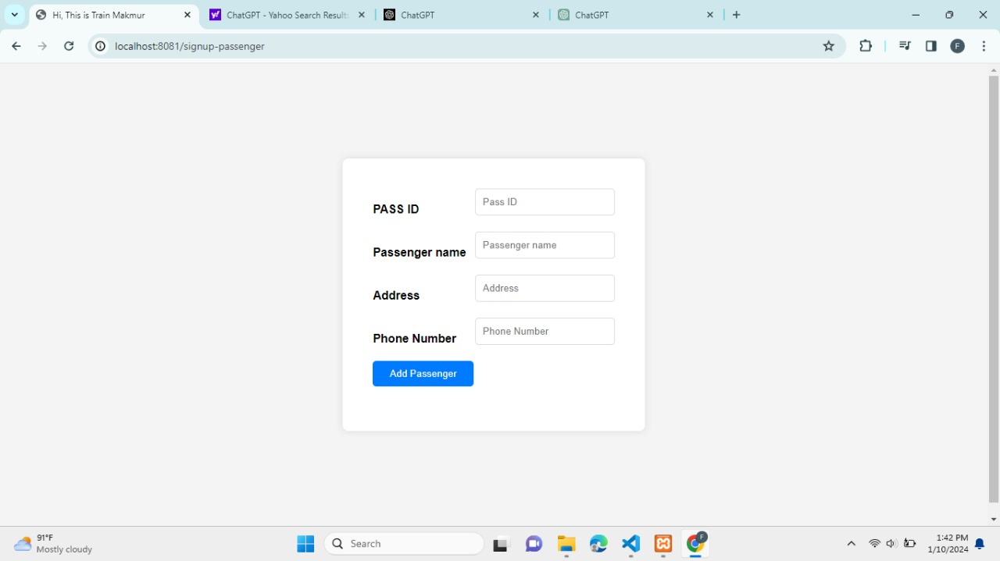 Hi, This is Train Makmur
ChatGPT - Yahoo Search Results
ChatGPT
ChatGPT
localhost:8081/signup-passenger
F
PASS ID
Pass ID
Passenger name
Passenger name
Address
Address
Phone Number
Phone Number
Add Passenger
91°F
Mostly cloudy
Search
F
1:42 PM
1/10/2024